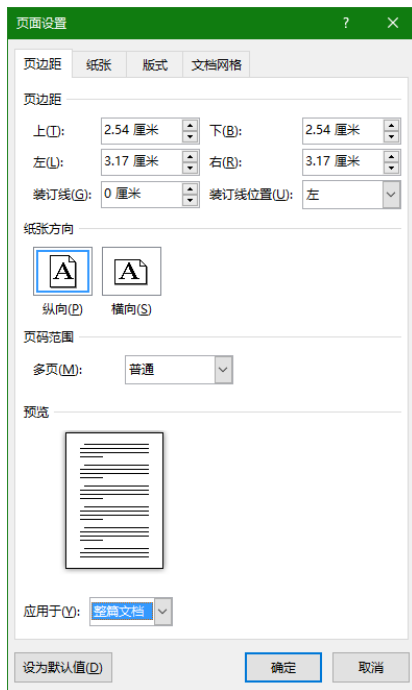 页面设置
页边距 纸张 版式 文档网格
页边距
上(T): 2.54 厘米 下(B): 2.54 厘米
左(L): 3.17 厘米 右(R): 3.17 厘米
装订线(G): 0 厘米 装订线位置(U): 左
纸张方向
A A
纵向(P) 横向(S)
页码范围
多页(M): 普通
预览
应用于(Y): 整篇文档
设为默认值(D) 确定 取消